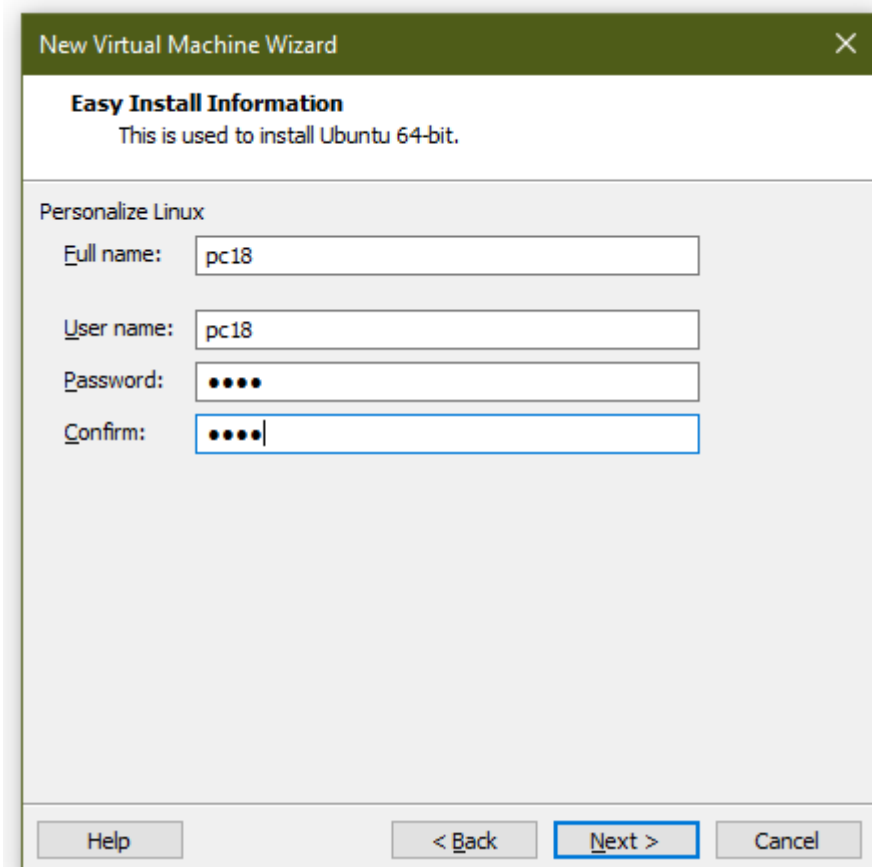 New Virtual Machine Wizard
Easy Install Information
This is used to install Ubuntu 64-bit.
Personalize Linux
Full name: pc18
User name: pc18
Password: ●●●●
Confirm: ●●●●
Help < Back Next > Cancel